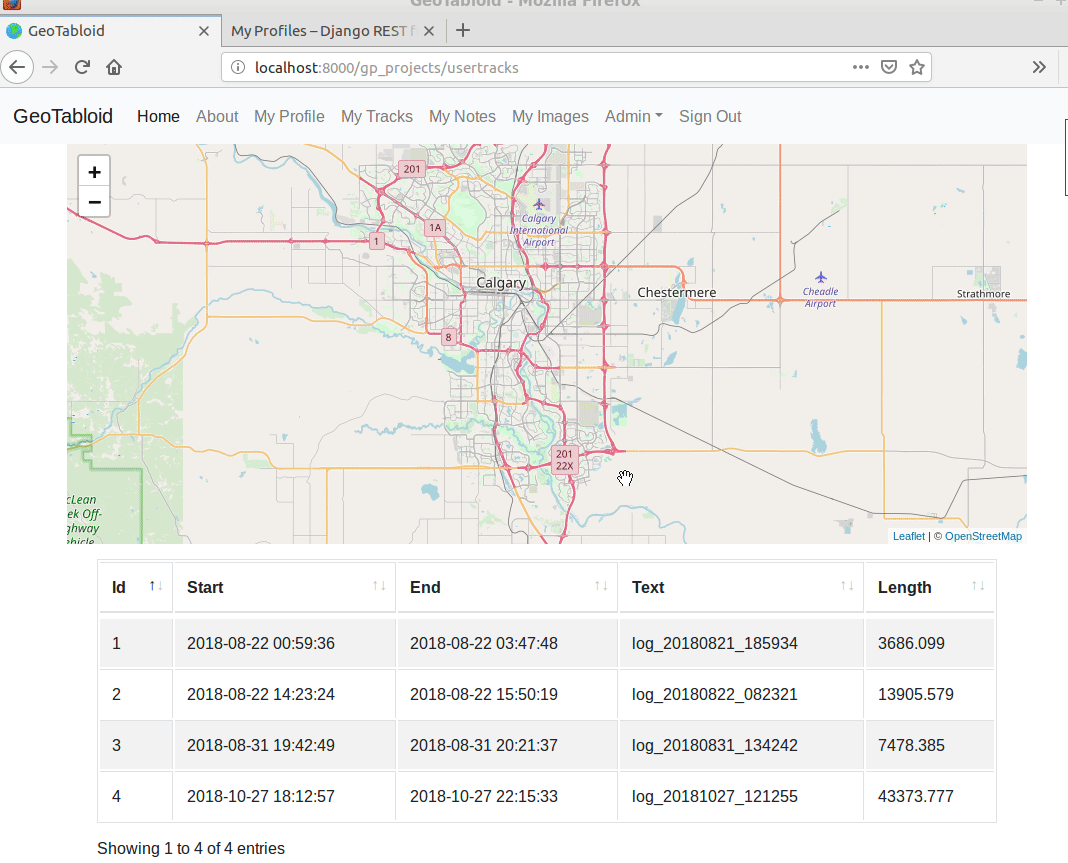 GeoTabloid - Mozilla Firefox
GeoTabloid
My Profiles – Django REST f
localhost:8000/gp_projects/usertracks
GeoTabloid Home About My Profile My Tracks My Notes My Images Admin Sign Out
+
−
201
1A
1
Calgary
International
Airport
Calgary
Chestermere
Cheadle
Airport
Strathmore
8
201
22X
cLean
ek Off-
ghway
ehicle
Leaflet | © OpenStreetMap
Id Start End Text Length
1 2018-08-22 00:59:36 2018-08-22 03:47:48 log_20180821_185934 3686.099
2 2018-08-22 14:23:24 2018-08-22 15:50:19 log_20180822_082321 13905.579
3 2018-08-31 19:42:49 2018-08-31 20:21:37 log_20180831_134242 7478.385
4 2018-10-27 18:12:57 2018-10-27 22:15:33 log_20181027_121255 43373.777
Showing 1 to 4 of 4 entries